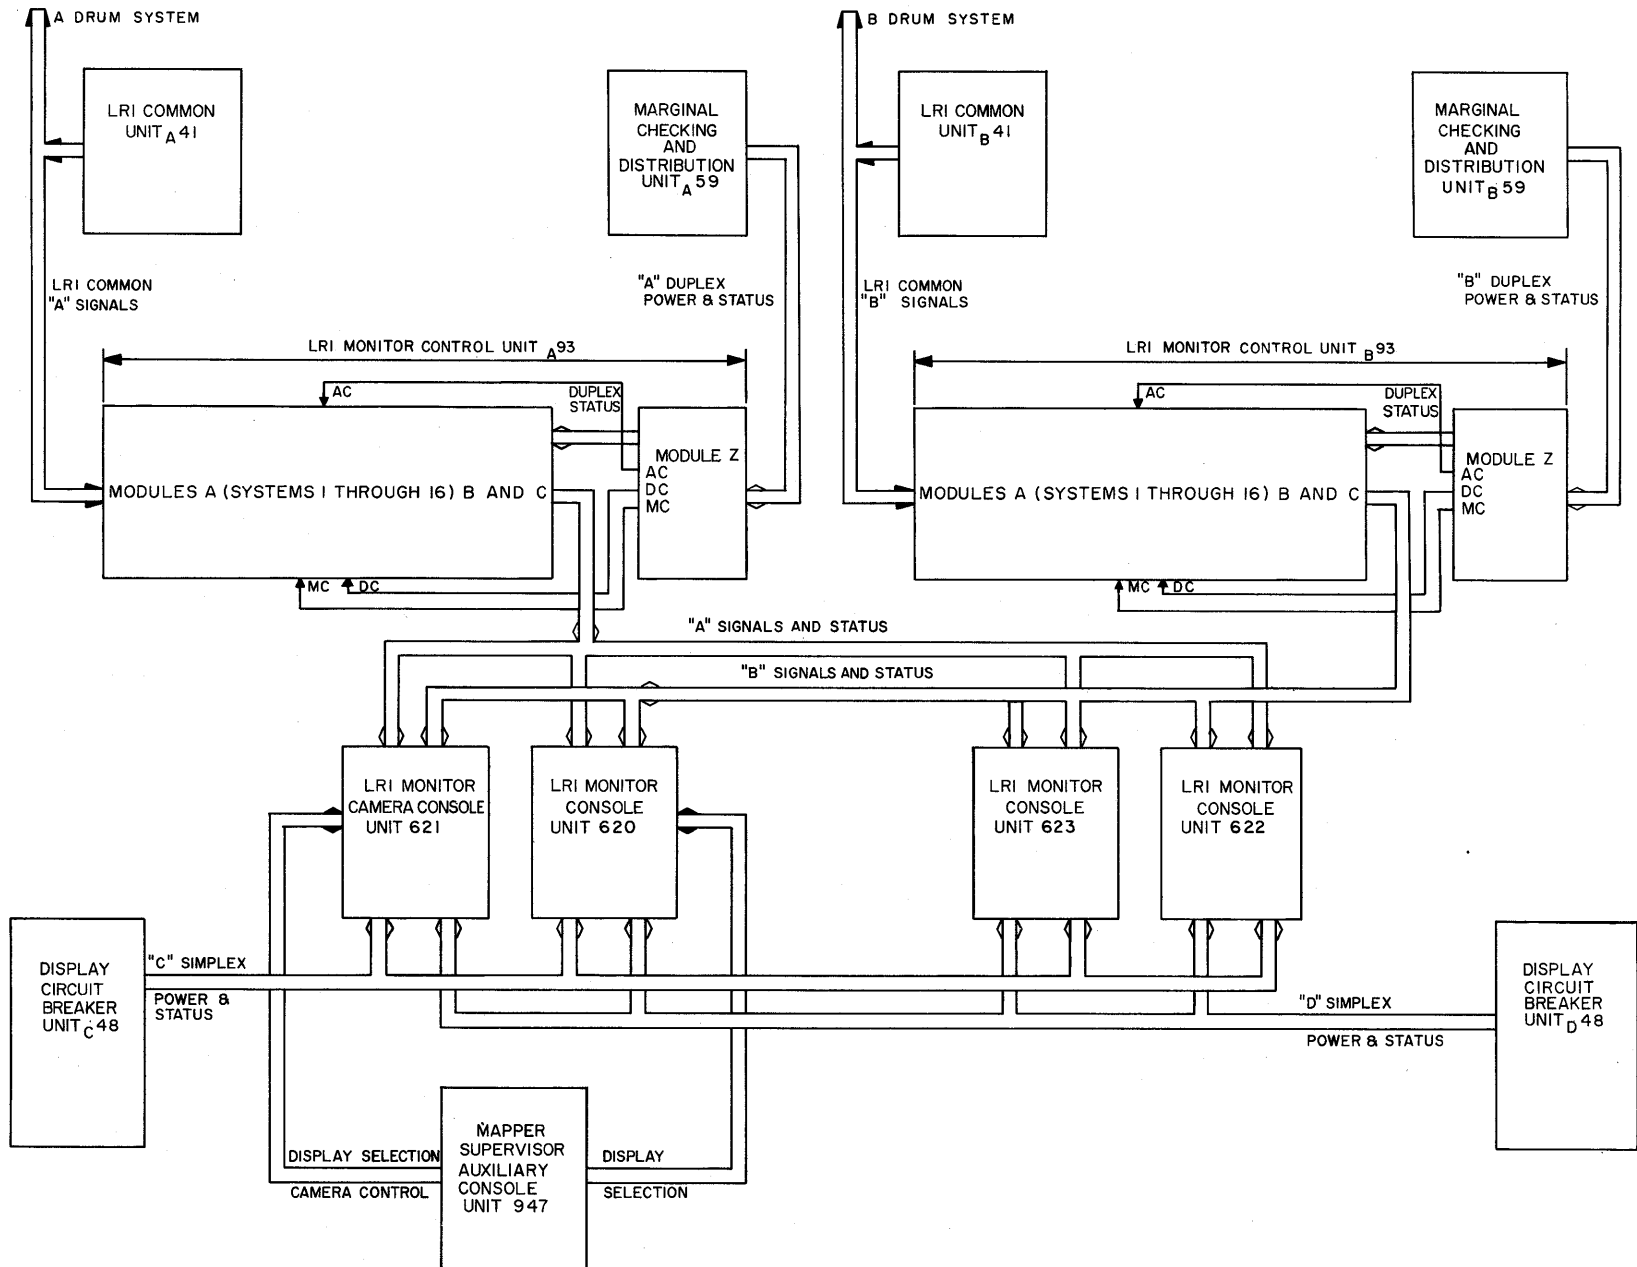 A DRUM SYSTEM
B DRUM SYSTEM
LRI COMMON
UNIT A 41
MARGINAL
CHECKING
AND
DISTRIBUTION
UNIT A 59
LRI COMMON
UNIT B 41
MARGINAL
CHECKING
AND
DISTRIBUTION
UNIT B 59
LRI COMMON
"A" SIGNALS
"A" DUPLEX
POWER & STATUS
LRI COMMON
"B" SIGNALS
"B" DUPLEX
POWER & STATUS
LRI MONITOR CONTROL UNIT A 93
LRI MONITOR CONTROL UNIT B 93
AC
DUPLEX
STATUS
MODULES A (SYSTEMS 1 THROUGH 16) B AND C
MODULE Z
AC
DC
MC
MC
DC
AC
DUPLEX
STATUS
MODULES A (SYSTEMS 1 THROUGH 16) B AND C
MODULE Z
AC
DC
MC
MC
DC
"A" SIGNALS AND STATUS
"B" SIGNALS AND STATUS
LRI MONITOR
CAMERA CONSOLE
UNIT 621
LRI MONITOR
CONSOLE
UNIT 620
LRI MONITOR
CONSOLE
UNIT 623
LRI MONITOR
CONSOLE
UNIT 622
DISPLAY
CIRCUIT
BREAKER
UNIT C 48
"C" SIMPLEX
POWER &
STATUS
"D" SIMPLEX
POWER & STATUS
DISPLAY
CIRCUIT
BREAKER
UNIT D 48
DISPLAY SELECTION
CAMERA CONTROL
MAPPER
SUPERVISOR
AUXILIARY
CONSOLE
UNIT 947
DISPLAY
SELECTION